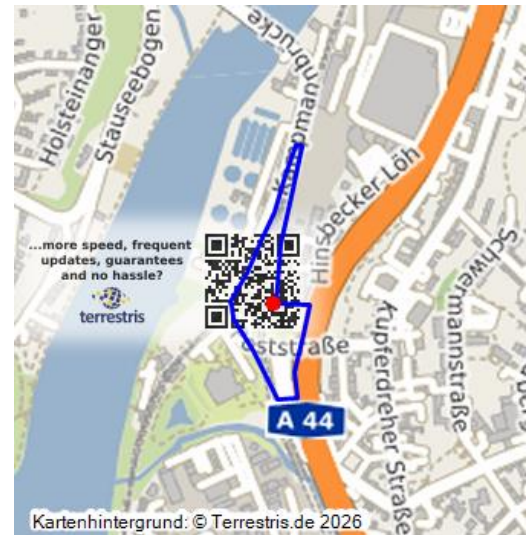 Holsteinanger
Stauseebogen
Kampmannbrücke
Hinsbecker Löh
...more speed, frequent
updates, guarantees
and no hassle?
terrestris
Schwermannstraße
Kupferdreher Straße
A 44
Kartenhintergrund: © Terrestris.de 2026